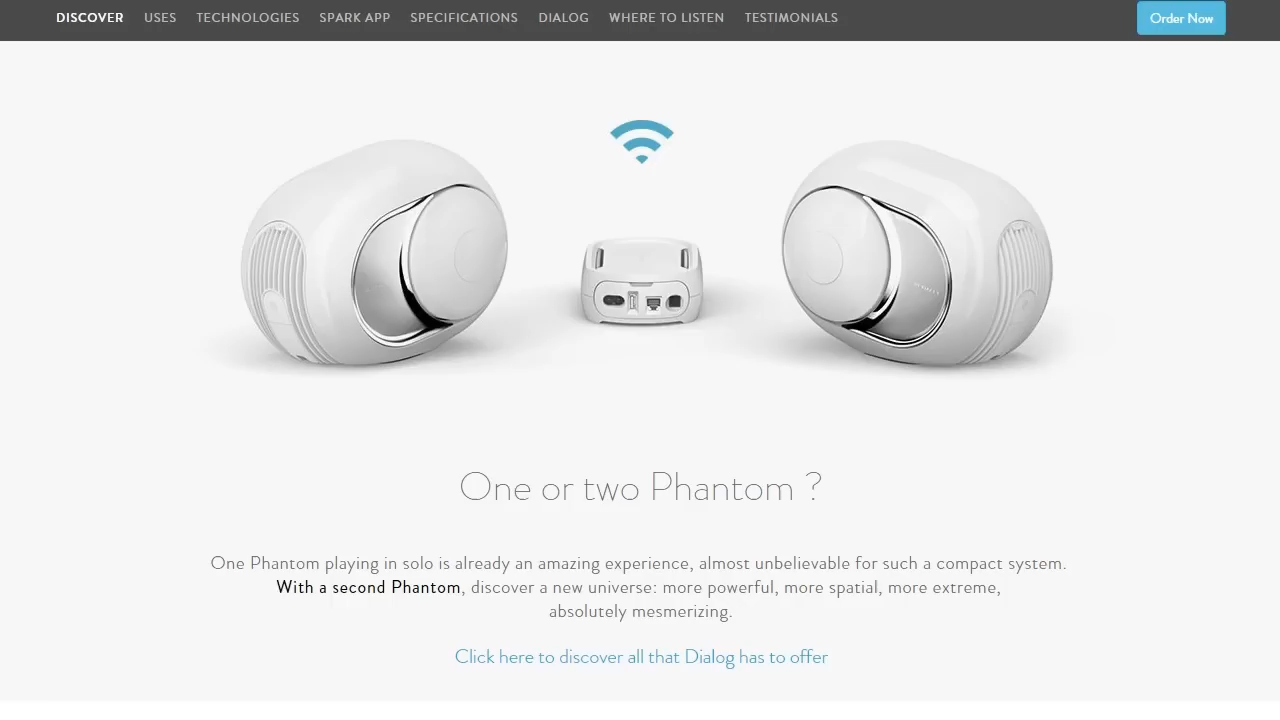 DISCOVER USES TECHNOLOGIES SPARK APP SPECIFICATIONS DIALOG WHERE TO LISTEN TESTIMONIALS Order Now
One or two Phantom ?
One Phantom playing in solo is already an amazing experience, almost unbelievable for such a compact system.
With a second Phantom, discover a new universe: more powerful, more spatial, more extreme,
absolutely mesmerizing.
Click here to discover all that Dialog has to offer